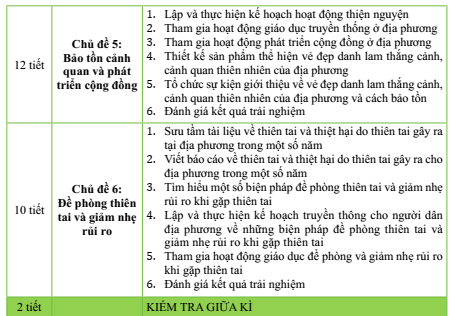 12 tiết
Chủ đề 5:
Bảo tồn cảnh
quan và phát
triển cộng đồng
1. Lập và thực hiện kế hoạch hoạt động thiện nguyện
2. Tham gia hoạt động giáo dục truyền thống ở địa phương
3. Tham gia hoạt động phát triển cộng đồng ở địa phương
4. Thiết kế sản phẩm thể hiện vẻ đẹp danh lam thắng cảnh,
cảnh quan thiên nhiên của địa phương
5. Tổ chức sự kiện giới thiệu về vẻ đẹp danh lam thắng cảnh,
cảnh quan thiên nhiên của địa phương và cách bảo tồn
6. Đánh giá kết quả trải nghiệm
10 tiết
Chủ đề 6:
Đề phòng thiên
tai và giảm nhẹ
rủi ro
1. Sưu tầm tài liệu về thiên tai và thiệt hại do thiên tai gây ra
tại địa phương trong một số năm
2. Viết báo cáo về thiên tai và thiệt hại do thiên tai gây ra cho
địa phương trong một số năm
3. Tìm hiểu một số biện pháp đề phòng thiên tai và giảm nhẹ
rủi ro khi gặp thiên tai
4. Lập và thực hiện kế hoạch truyền thông cho người dân
địa phương về những biện pháp đề phòng thiên tai và
giảm nhẹ rủi ro khi gặp thiên tai
5. Tham gia hoạt động giáo dục đề phòng và giảm nhẹ rủi ro
khi gặp thiên tai
6. Đánh giá kết quả trải nghiệm
2 tiết
KIỂM TRA GIỮA KÌ